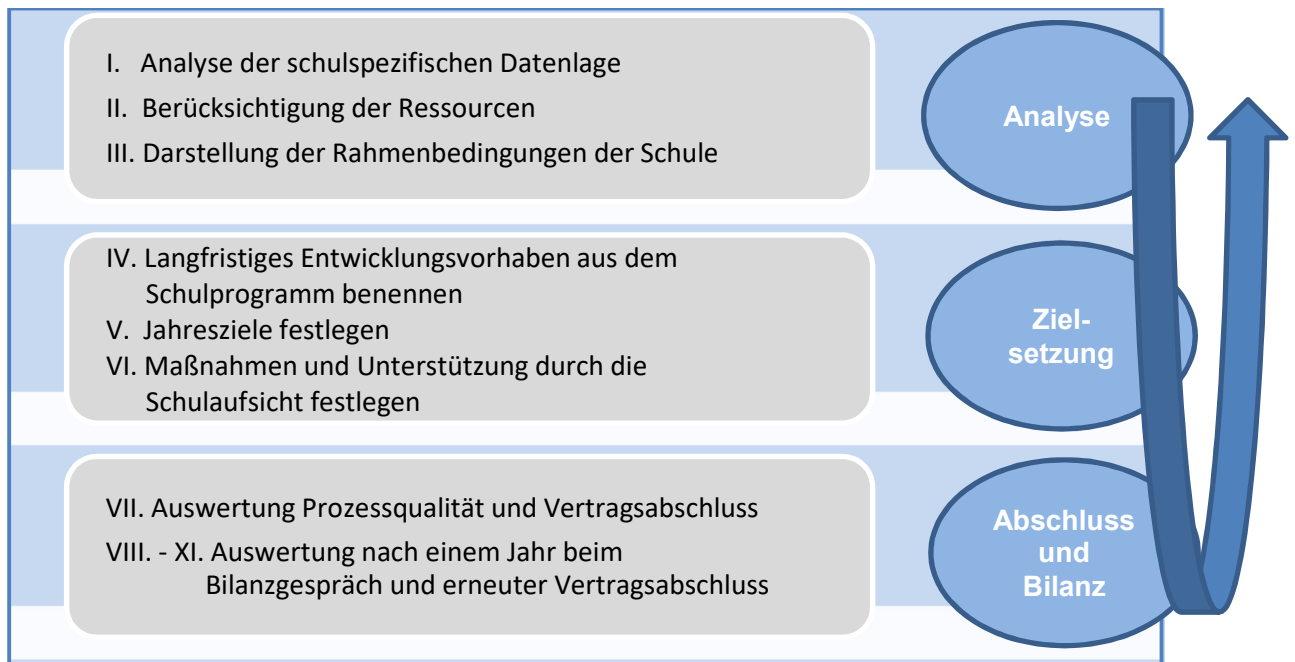 I. Analyse der schulspezifischen Datenlage
II. Berücksichtigung der Ressourcen
III. Darstellung der Rahmenbedingungen der Schule
Analyse
IV. Langfristiges Entwicklungsvorhaben aus dem
Schulprogramm benennen
V. Jahresziele festlegen
VI. Maßnahmen und Unterstützung durch die
Schulaufsicht festlegen
Ziel-
setzung
VII. Auswertung Prozessqualität und Vertragsabschluss
VIII. - XI. Auswertung nach einem Jahr beim
Bilanzgespräch und erneuter Vertragsabschluss
Abschluss
und
Bilanz